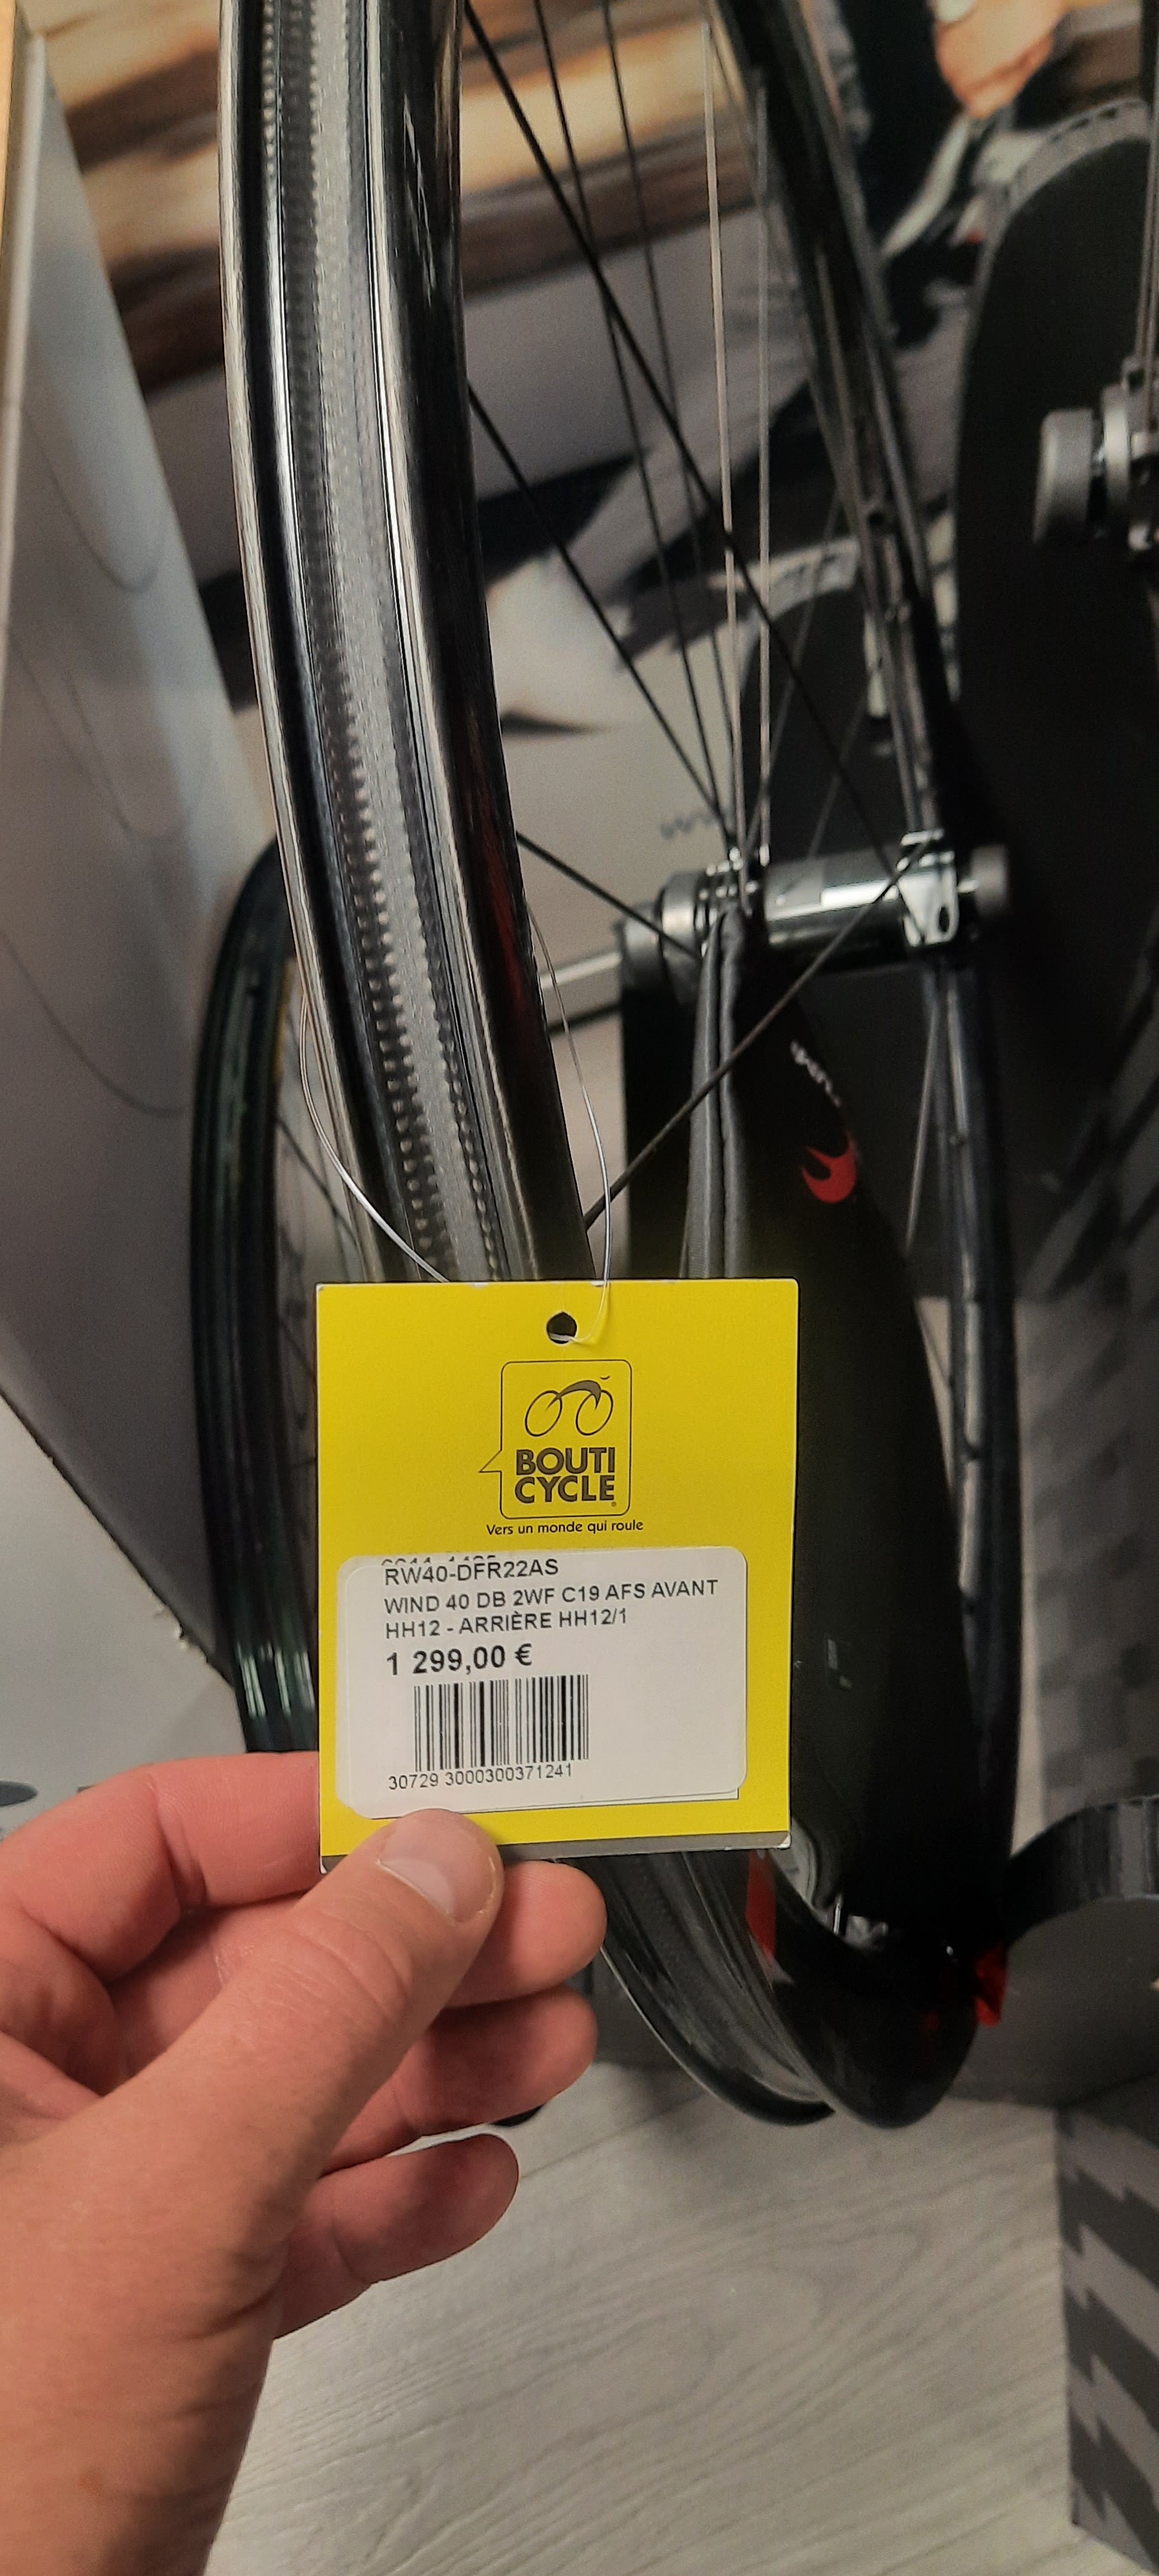 BOUTI
CYCLE
Vers un monde qui roule
RW40-DFR22AS
WIND 40 DB 2WF C19 AFS AVANT
HH12 - ARRIÈRE HH12/1
1 299,00 €
30729 3000300371241